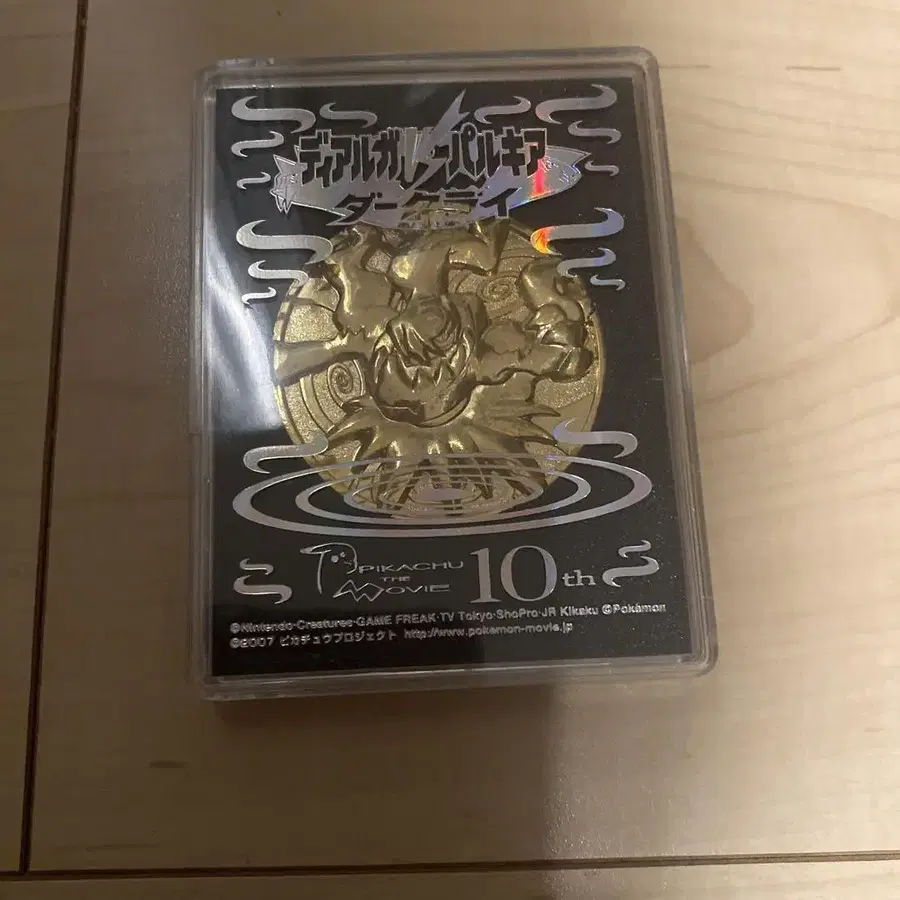 ディアルガVSパルキアVS
ダークライ
PIKACHU
THE
MOVIE
10th
©Nintendo·Creatures·GAME FREAK·TV Tokyo·ShoPro·JR Kikaku ©Pokémon
©2007 ピカチュウプロジェクト http://www.pokemon-movie.jp